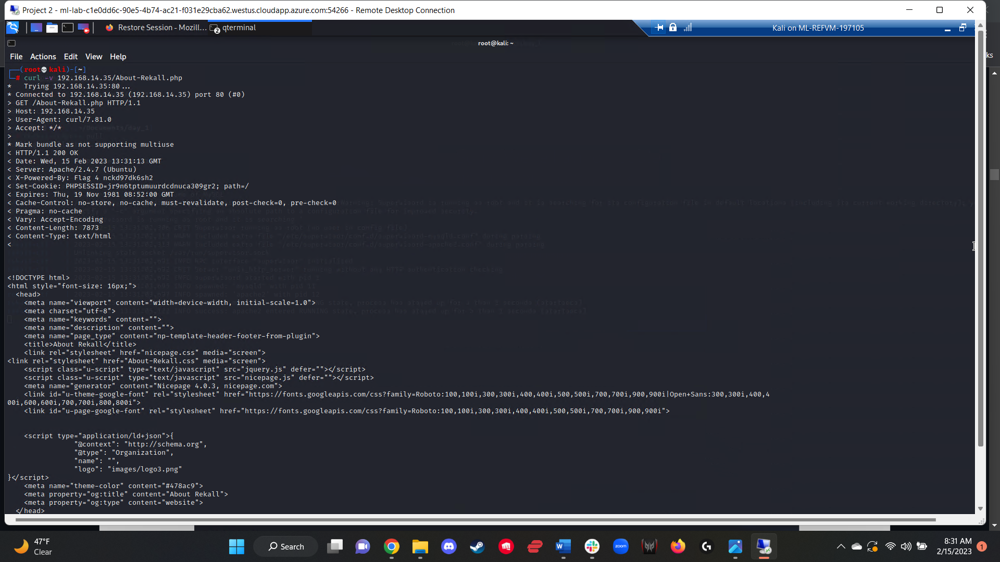 Project 2 - ml-lab-c1e0dd6c-90e5-4b74-ac21-f031e29cba62.westus.cloudapp.azure.com:54266 - Remote Desktop Connection
Restore Session - Mozill... 2 qterminal
Kali on ML-REFVM-197105
root@kali: ~
File Actions Edit View Help
ks
┌──(root💀kali)-[~]
└─# curl -v 192.168.14.35/About-Rekall.php
*   Trying 192.168.14.35:80...
* Connected to 192.168.14.35 (192.168.14.35) port 80 (#0)
> GET /About-Rekall.php HTTP/1.1
> Host: 192.168.14.35
> User-Agent: curl/7.81.0
> Accept: */*
>
* Mark bundle as not supporting multiuse
< HTTP/1.1 200 OK
< Date: Wed, 15 Feb 2023 13:31:13 GMT
< Server: Apache/2.4.7 (Ubuntu)
< X-Powered-By: Flag 4 nckd97dk6sh2
< Set-Cookie: PHPSESSID=jr9n6tptumuurdcdnuca309gr2; path=/
< Expires: Thu, 19 Nov 1981 08:52:00 GMT
< Cache-Control: no-store, no-cache, must-revalidate, post-check=0, pre-check=0
< Pragma: no-cache
< Vary: Accept-Encoding
< Content-Length: 7873
< Content-Type: text/html
<
<!DOCTYPE html>
<html style="font-size: 16px;">
  <head>
    <meta name="viewport" content="width=device-width, initial-scale=1.0">
    <meta charset="utf-8">
    <meta name="keywords" content="">
    <meta name="description" content="">
    <meta name="page_type" content="np-template-header-footer-from-plugin">
    <title>About Rekall</title>
    <link rel="stylesheet" href="nicepage.css" media="screen">
<link rel="stylesheet" href="About-Rekall.css" media="screen">
    <script class="u-script" type="text/javascript" src="jquery.js" defer=""></script>
    <script class="u-script" type="text/javascript" src="nicepage.js" defer=""></script>
    <meta name="generator" content="Nicepage 4.0.3, nicepage.com">
    <link id="u-theme-google-font" rel="stylesheet" href="https://fonts.googleapis.com/css?family=Roboto:100,100i,300,300i,400,400i,500,500i,700,700i,900,900i|Open+Sans:300,300i,400,4
00i,600,600i,700,700i,800,800i">
    <link id="u-page-google-font" rel="stylesheet" href="https://fonts.googleapis.com/css?family=Roboto:100,100i,300,300i,400,400i,500,500i,700,700i,900,900i">
    <script type="application/ld+json">{
                "@context": "http://schema.org",
                "@type": "Organization",
                "name": "",
                "logo": "images/logo3.png"
}</script>
    <meta name="theme-color" content="#478ac9">
    <meta property="og:title" content="About Rekall">
    <meta property="og:type" content="website">
  </head>
47°F
Clear
Search
zoom
8:31 AM
2/15/2023
1